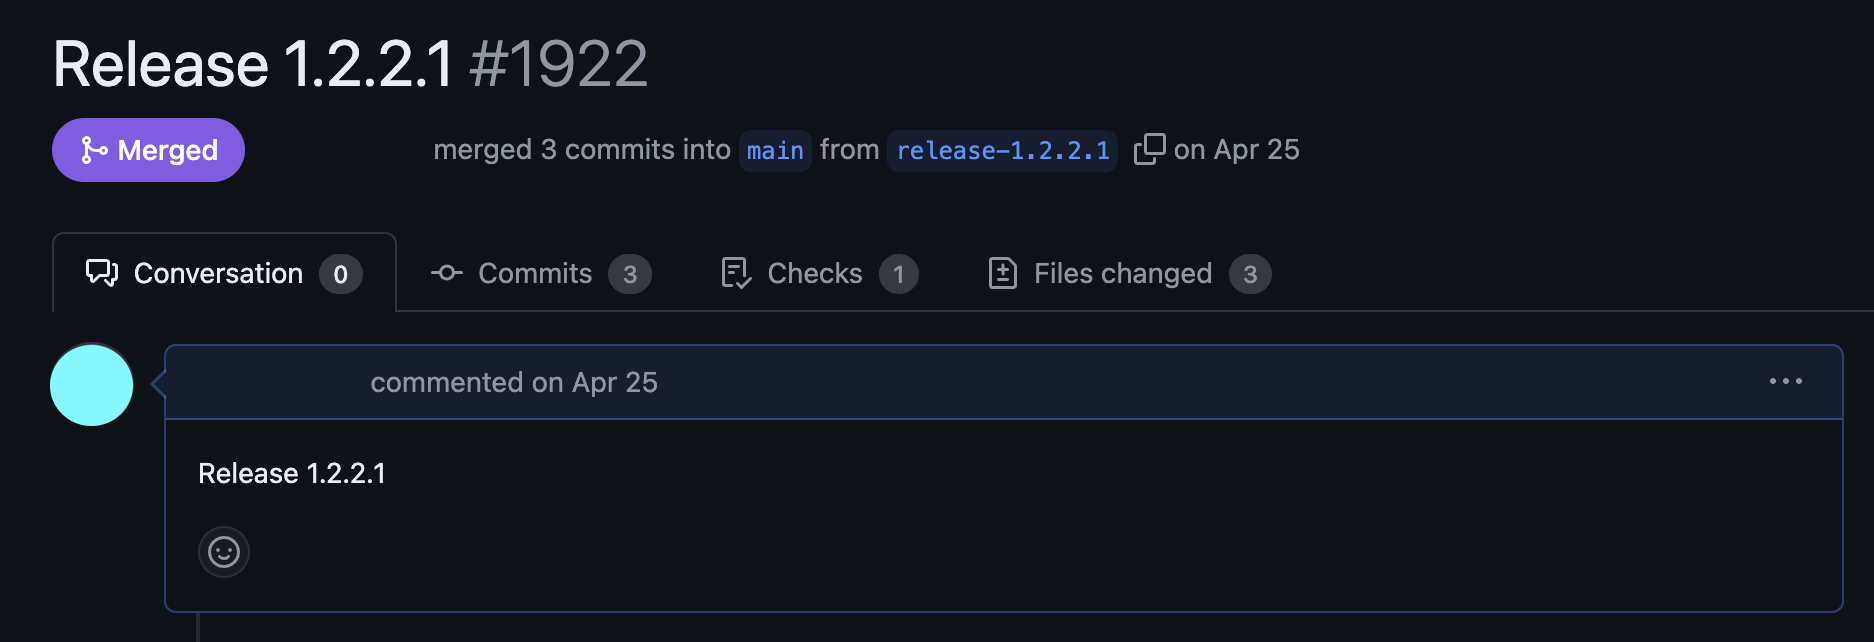 Release 1.2.2.1 #1922
Merged merged 3 commits into main from release-1.2.2.1 on Apr 25
Conversation 0 Commits 3 Checks 1 Files changed 3
commented on Apr 25
Release 1.2.2.1